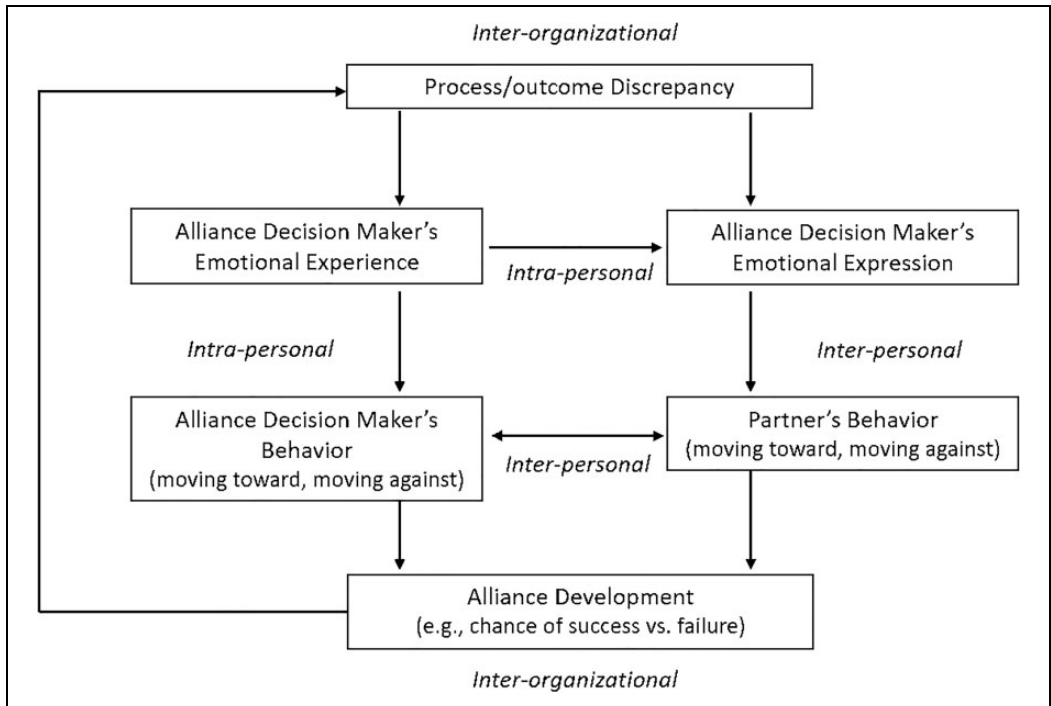 Inter-organizational
Process/outcome Discrepancy
Alliance Decision Maker’s
Emotional Experience
Intra-personal
Alliance Decision Maker’s
Emotional Expression
Intra-personal
Inter-personal
Alliance Decision Maker’s
Behavior
(moving toward, moving against)
Inter-personal
Partner’s Behavior
(moving toward, moving against)
Alliance Development
(e.g., chance of success vs. failure)
Inter-organizational